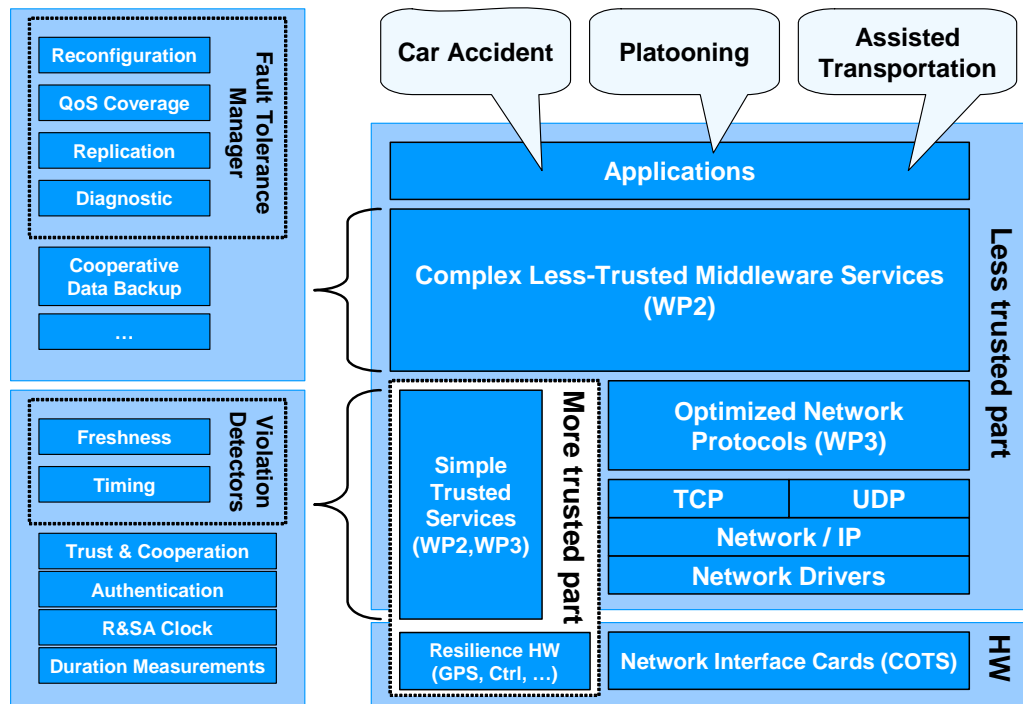 Reconfiguration
QoS Coverage
Replication
Diagnostic
Fault Tolerance
Manager
Cooperative
Data Backup
…
Freshness
Timing
Violation
Detectors
Trust & Cooperation
Authentication
R&SA Clock
Duration Measurements
Car Accident
Platooning
Assisted
Transportation
Applications
Complex Less-Trusted Middleware Services
(WP2)
Less trusted part
Simple
Trusted
Services
(WP2,WP3)
More trusted part
Optimized Network
Protocols (WP3)
TCP
UDP
Network / IP
Network Drivers
Resilience HW
(GPS, Ctrl, …)
Network Interface Cards (COTS)
HW